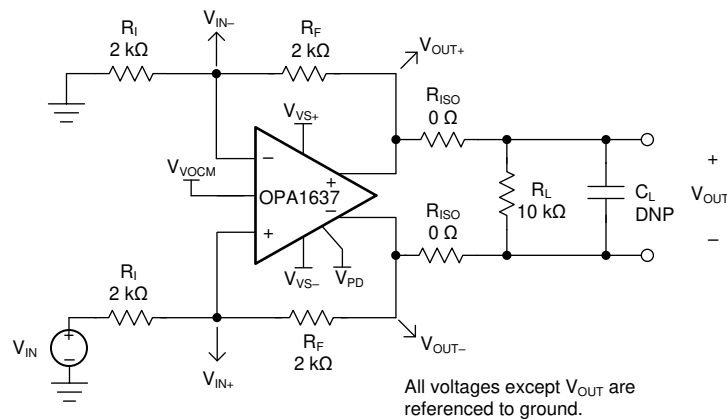 R_I
2 kΩ
V_IN–
R_F
2 kΩ
V_OUT+
R_ISO
0 Ω
V_VS+
V_VOCM
–
+
OPA1637
–
+
R_L
10 kΩ
C_L
DNP
+
V_OUT
–
R_ISO
0 Ω
V_VS–
V_PD
R_I
2 kΩ
V_IN
+
–
R_F
2 kΩ
V_IN+
V_OUT–
All voltages except V_OUT are
referenced to ground.